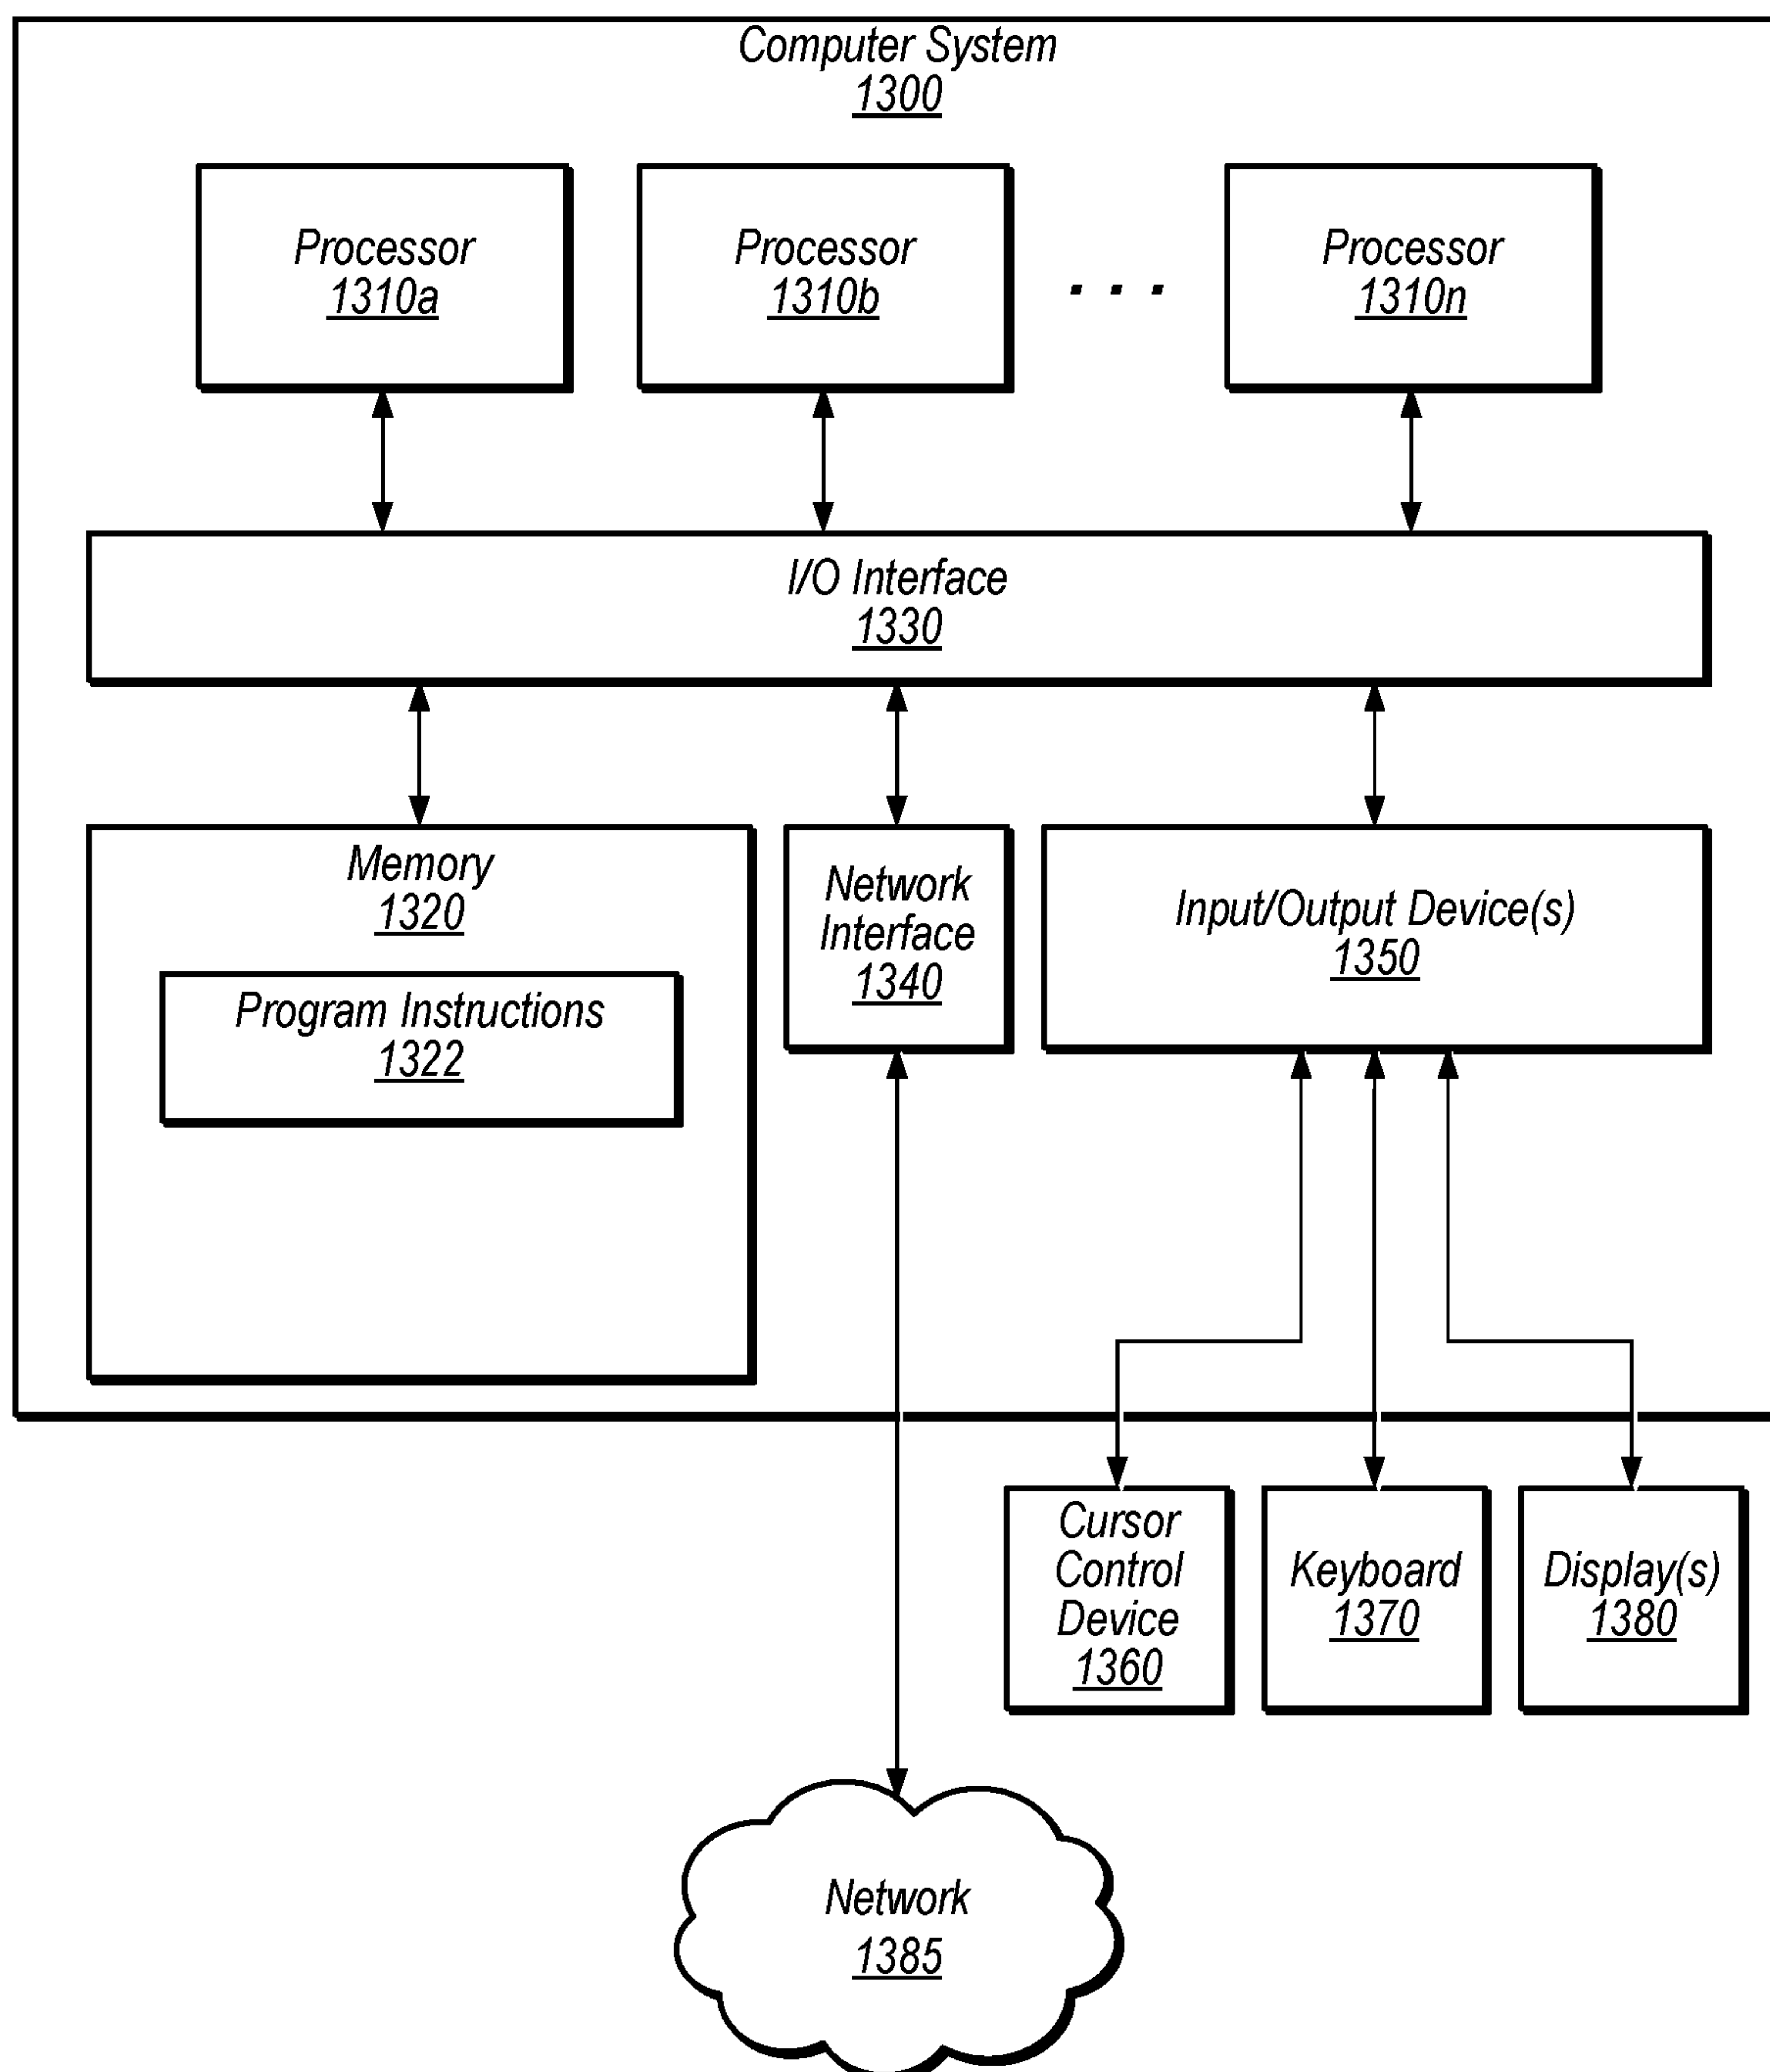 Computer System
1300
Processor
1310a
Processor
1310b
. . .
Processor
1310n
I/O Interface
1330
Memory
1320
Program Instructions
1322
Network
Interface
1340
Input/Output Device(s)
1350
Cursor
Control
Device
1360
Keyboard
1370
Display(s)
1380
Network
1385